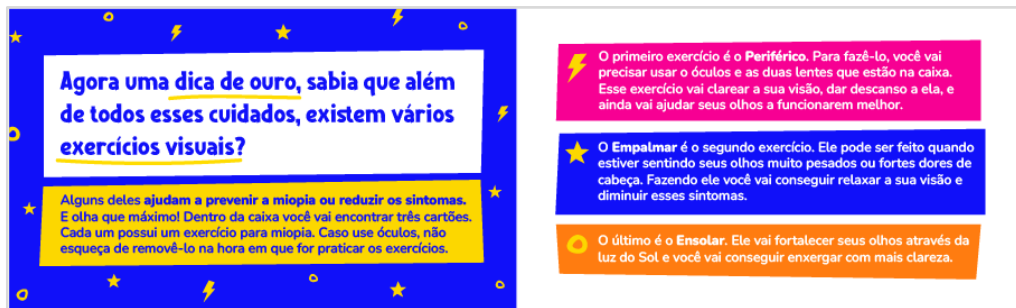 Agora uma dica de ouro, sabia que além
de todos esses cuidados, existem vários
exercícios visuais?
Alguns deles ajudam a prevenir a miopia ou reduzir os sintomas.
E olha que máximo! Dentro da caixa você vai encontrar três cartões.
Cada um possui um exercício para miopia. Caso use óculos, não
esqueça de removê-lo na hora em que for praticar os exercícios.
O primeiro exercício é o Periférico. Para fazê-lo, você vai
precisar usar o óculos e as duas lentes que estão na caixa.
Esse exercício vai clarear a sua visão, dar descanso a ela, e
ainda vai ajudar seus olhos a funcionarem melhor.
O Empalmar é o segundo exercício. Ele pode ser feito quando
estiver sentindo seus olhos muito pesados ou fortes dores de
cabeça. Fazendo ele você vai conseguir relaxar a sua visão e
diminuir esses sintomas.
O último é o Ensolar. Ele vai fortalecer seus olhos através da
luz do Sol e você vai conseguir enxergar com mais clareza.